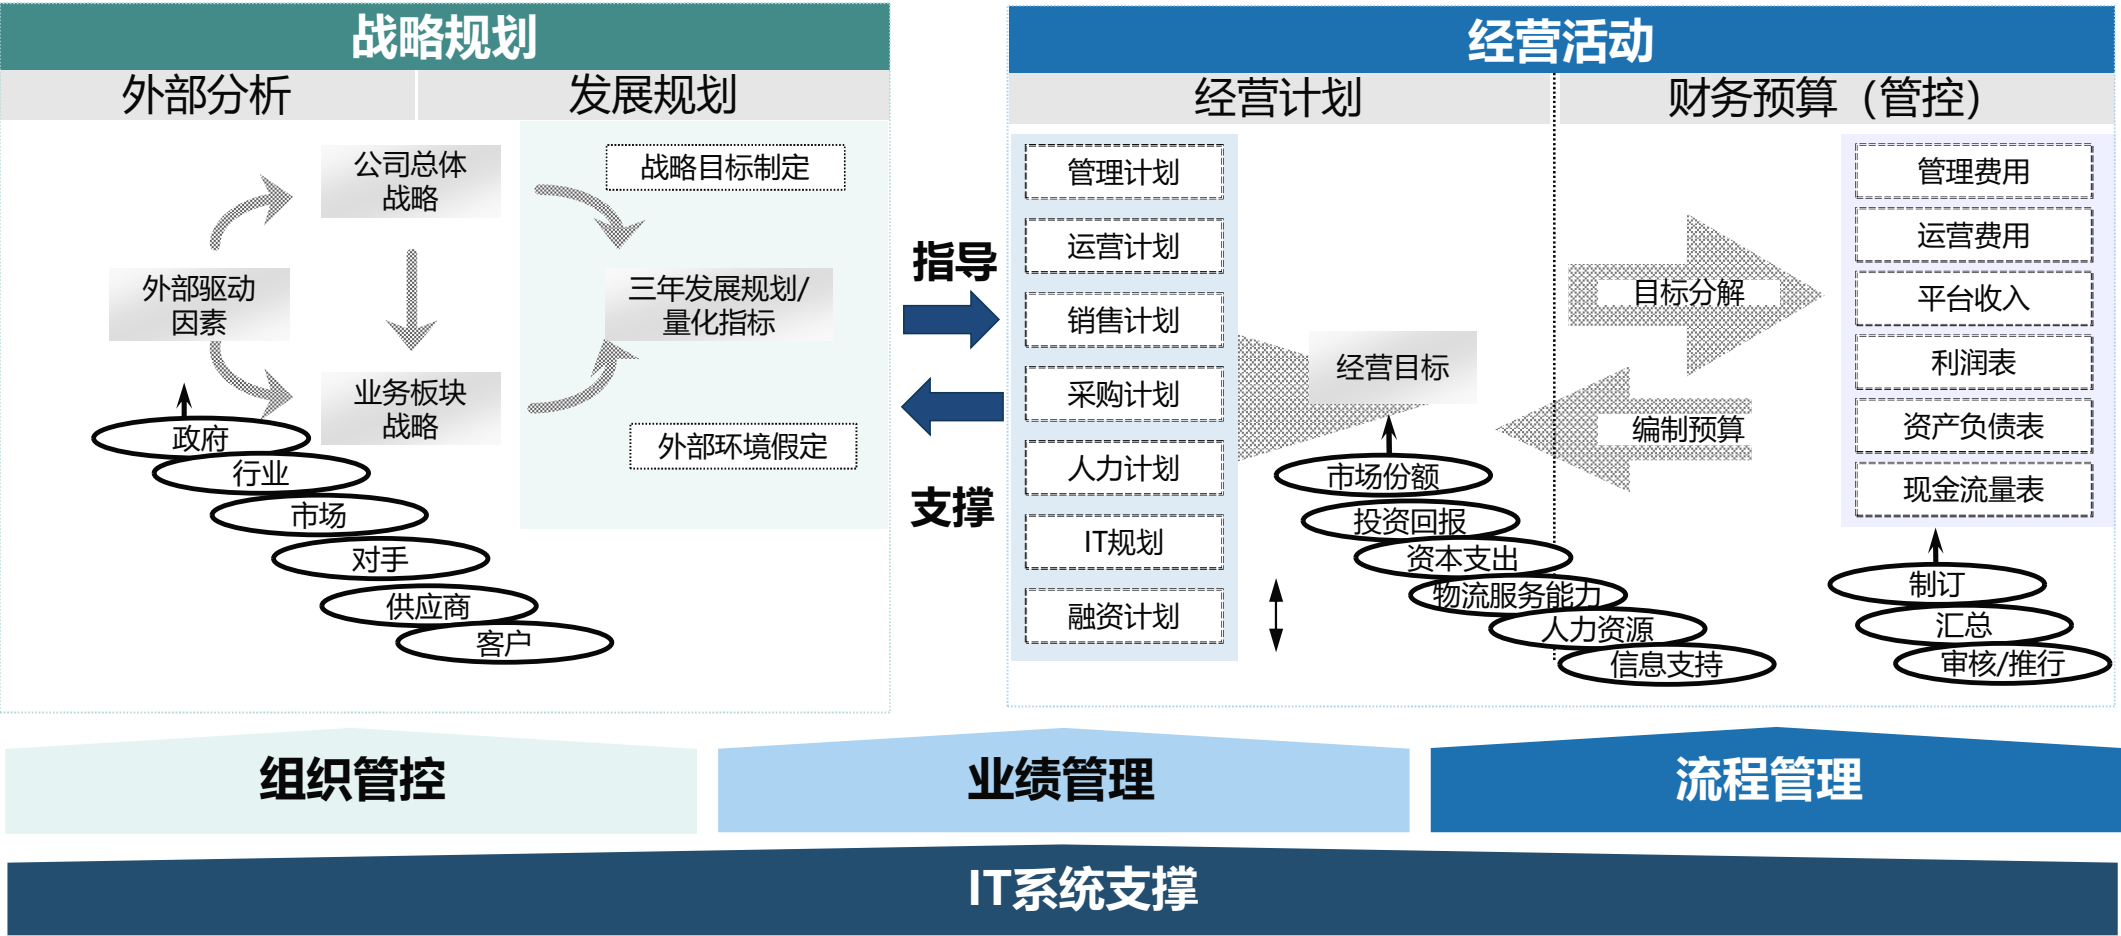 战略规划
外部分析
发展规划
公司总体
战略
外部驱动
因素
业务板块
战略
战略目标制定
三年发展规划/
量化指标
外部环境假定
政府
行业
市场
对手
供应商
客户
指导
支撑
经营活动
经营计划
财务预算（管控）
管理计划
运营计划
销售计划
采购计划
人力计划
IT规划
融资计划
经营目标
市场份额
投资回报
资本支出
物流服务能力
人力资源
信息支持
目标分解
编制预算
管理费用
运营费用
平台收入
利润表
资产负债表
现金流量表
制订
汇总
审核/推行
组织管控
业绩管理
流程管理
IT系统支撑